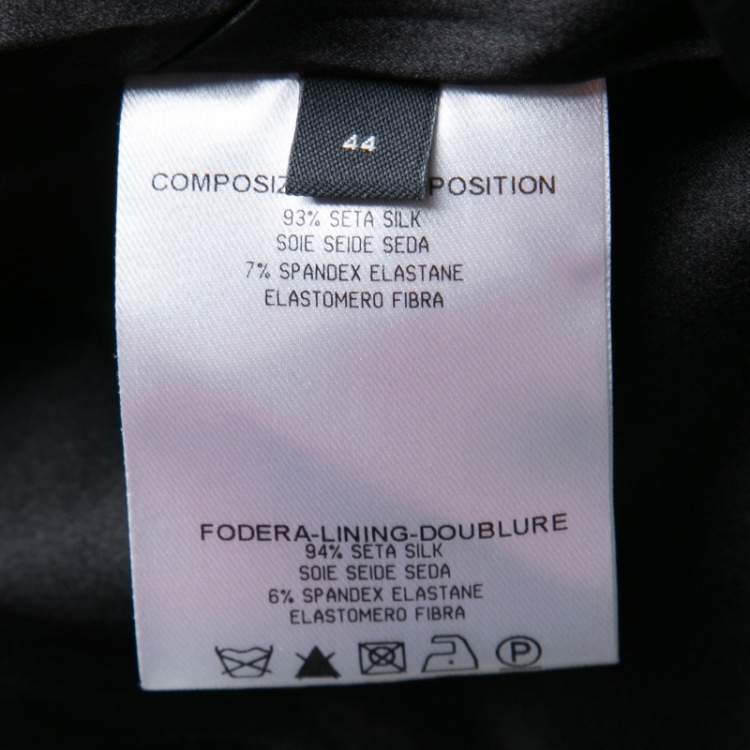 44
COMPOSIZ POSITION
93% SETA SILK
SOIE SEIDE SEDA
7% SPANDEX ELASTANE
ELASTOMERO FIBRA
FODERA-LINING-DOUBLURE
94% SETA SILK
SOIE SEIDE SEDA
6% SPANDEX ELASTANE
ELASTOMERO FIBRA
P